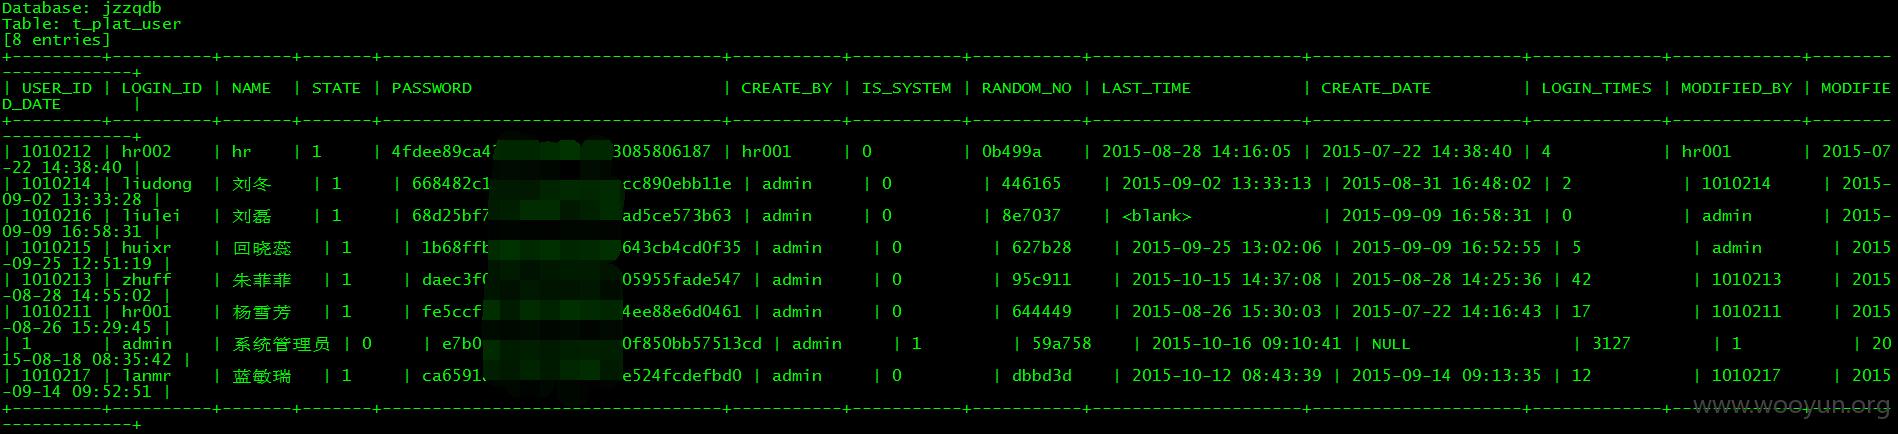 Database: jzzqdb
Table: t_plat_user
[8 entries]
| USER_ID | LOGIN_ID | NAME | STATE | PASSWORD | CREATE_BY | IS_SYSTEM | RANDOM_NO | LAST_TIME | CREATE_DATE | LOGIN_TIMES | MODIFIED_BY | MODIFIE
D_DATE |
| 1010212 | hr002 | hr | 1 | 4fdee89ca4 3085806187 | hr001 | 0 | 0b499a | 2015-08-28 14:16:05 | 2015-07-22 14:38:40 | 4 | hr001 | 2015-07
-22 14:38:40 |
| 1010214 | liudong | 刘冬 | 1 | 668482c1 cc890ebb11e | admin | 0 | 446165 | 2015-09-02 13:33:13 | 2015-08-31 16:48:02 | 2 | 1010214 | 2015-
09-02 13:33:28 |
| 1010216 | liulei | 刘磊 | 1 | 68d25bf7 ad5ce573b63 | admin | 0 | 8e7037 | <blank> | 2015-09-09 16:58:31 | 0 | admin | 2015-
09-09 16:58:31 |
| 1010215 | huixr | 回晓蕊 | 1 | 1b68ffb 643cb4cd0f35 | admin | 0 | 627b28 | 2015-09-25 13:02:06 | 2015-09-09 16:52:55 | 5 | admin | 2015
-09-25 12:51:19 |
| 1010213 | zhuff | 朱菲菲 | 1 | daec3f0 05955fade547 | admin | 0 | 95c911 | 2015-10-15 14:37:08 | 2015-08-28 14:25:36 | 42 | 1010213 | 2015
-08-28 14:55:02 |
| 1010211 | hr001 | 杨雪芳 | 1 | fe5ccf 4ee88e6d0461 | admin | 0 | 644449 | 2015-08-26 15:30:03 | 2015-07-22 14:16:43 | 17 | 1010211 | 2015
-08-26 15:29:45 |
| 1 | admin | 系统管理员 | 0 | e7b0 0f850bb57513cd | admin | 1 | 59a758 | 2015-10-16 09:10:41 | NULL | 3127 | 1 | 20
15-08-18 08:35:42 |
| 1010217 | lanmr | 蓝敏瑞 | 1 | ca6591 e524fcdefbd0 | admin | 0 | dbbd3d | 2015-10-12 08:43:39 | 2015-09-14 09:13:35 | 12 | 1010217 | 2015
-09-14 09:52:51 |
www.wooyun.org